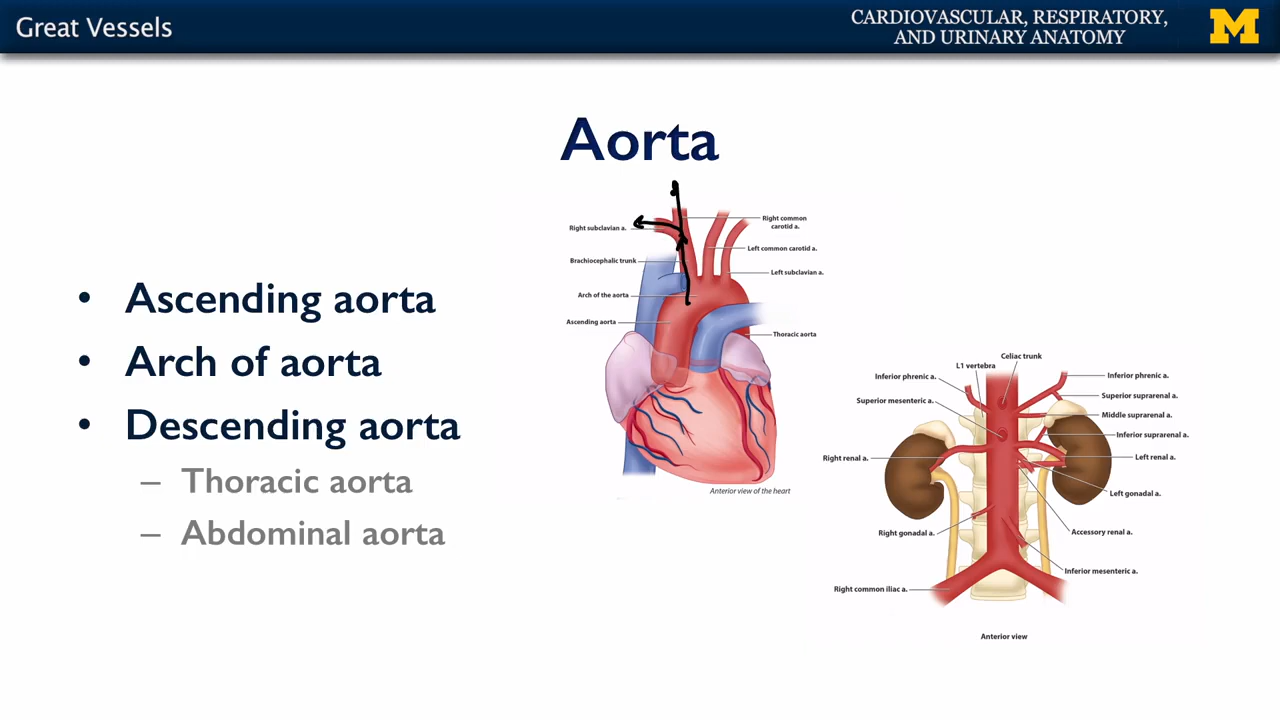 Great Vessels
CARDIOVASCULAR, RESPIRATORY,
AND URINARY ANATOMY
M
Aorta
• Ascending aorta
• Arch of aorta
• Descending aorta
– Thoracic aorta
– Abdominal aorta
Right subclavian a.
Brachiocephalic trunk
Arch of the aorta
Ascending aorta
Right common
carotid a.
Left common carotid a.
Left subclavian a.
Thoracic aorta
Anterior view of the heart
Celiac trunk
L1 vertebra
Inferior phrenic a.
Superior mesenteric a.
Right renal a.
Right gonadal a.
Right common iliac a.
Inferior phrenic a.
Superior suprarenal a.
Middle suprarenal a.
Inferior suprarenal a.
Left renal a.
Left gonadal a.
Accessory renal a.
Inferior mesenteric a.
Anterior view